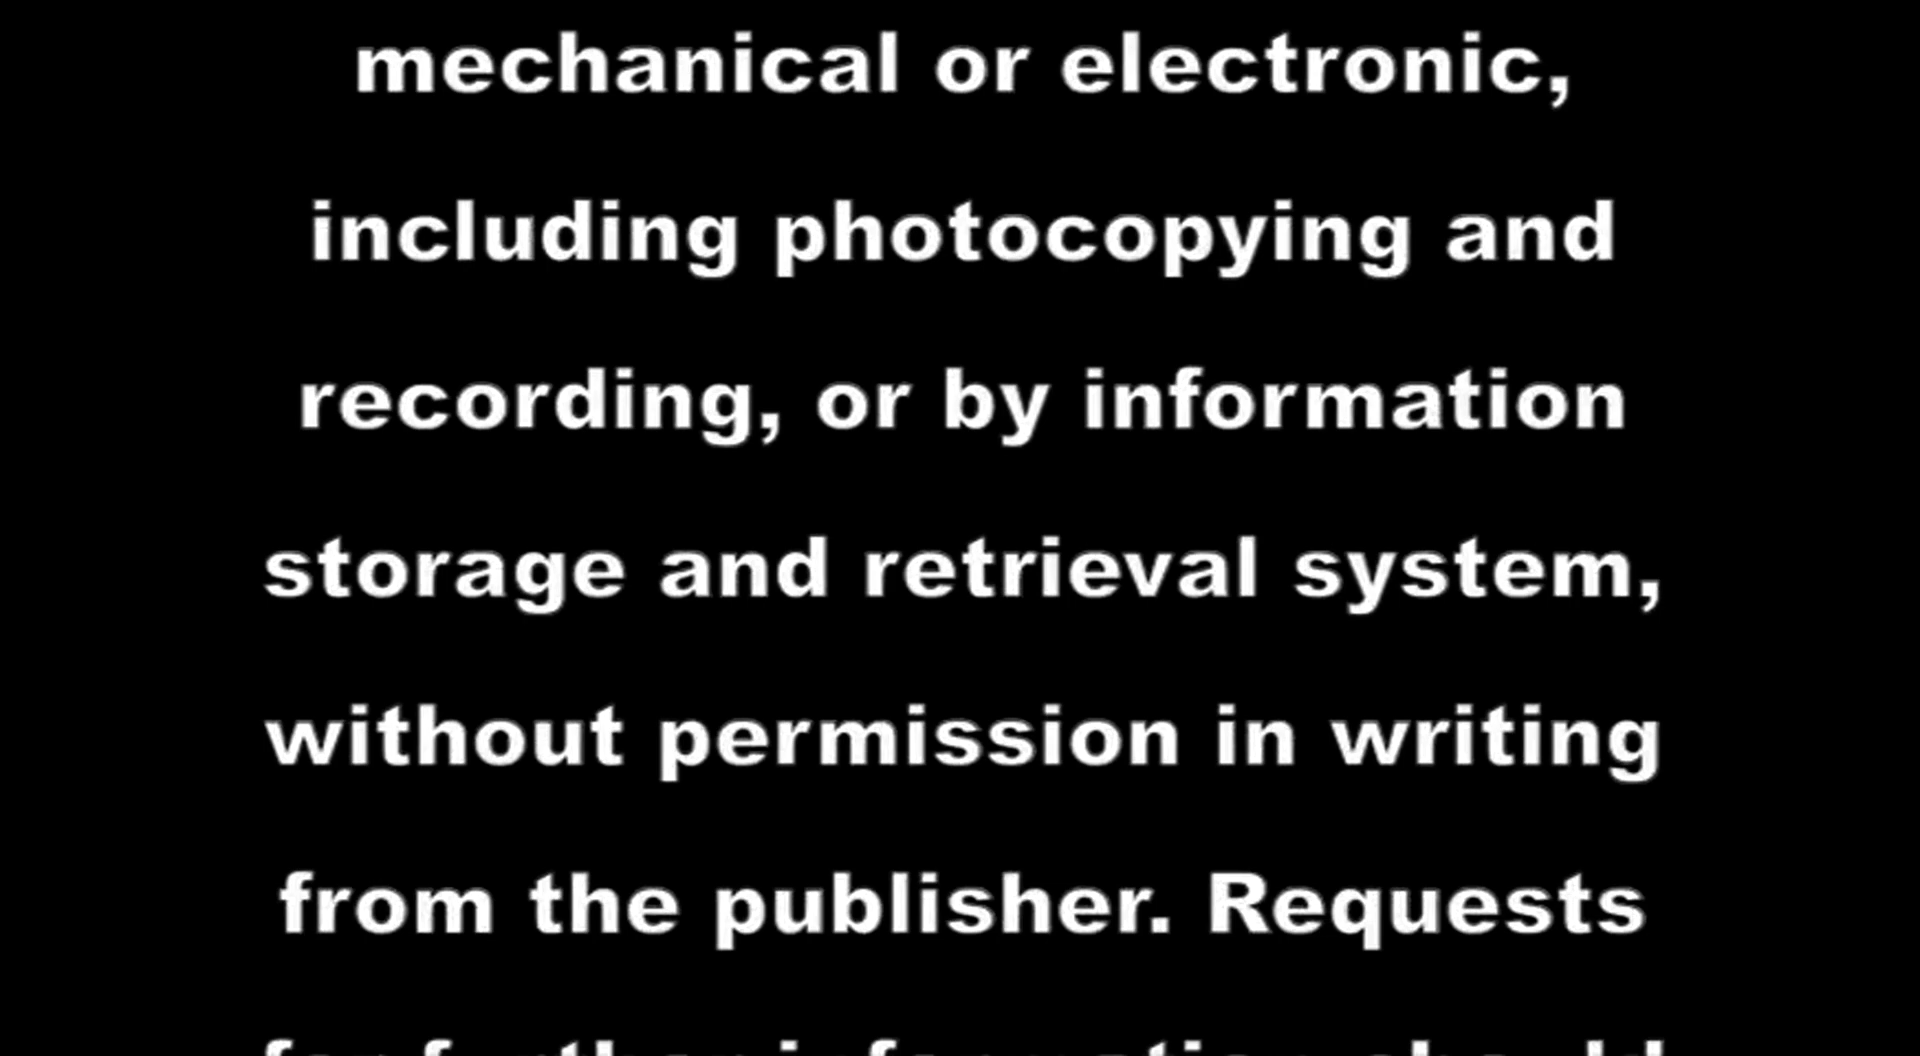 mechanical or electronic,
including photocopying and
recording, or by information
storage and retrieval system,
without permission in writing
from the publisher. Requests